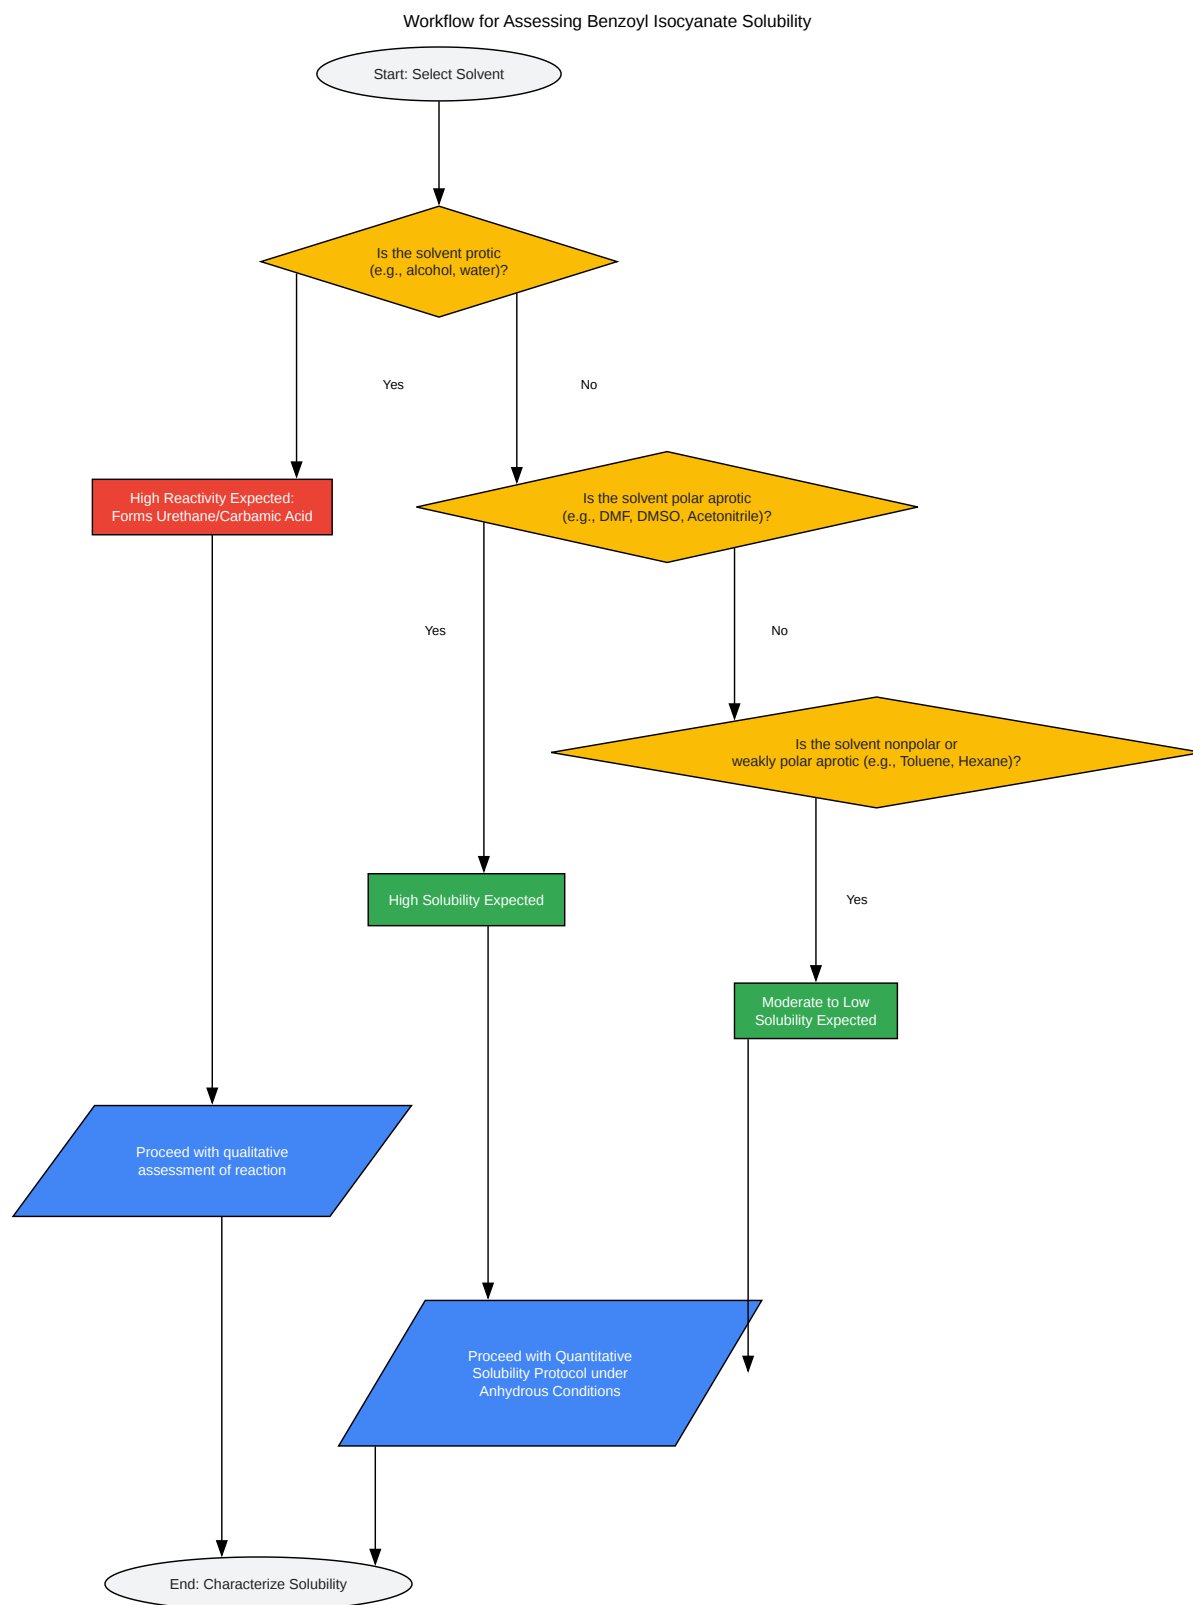 Workflow for Assessing Benzoyl Isocyanate Solubility
Start: Select Solvent
Is the solvent protic
(e.g., alcohol, water)?
Yes
No
High Reactivity Expected:
Forms Urethane/Carbamic Acid
Is the solvent polar aprotic
(e.g., DMF, DMSO, Acetonitrile)?
Yes
No
Is the solvent nonpolar or
weakly polar aprotic (e.g., Toluene, Hexane)?
High Solubility Expected
Yes
Moderate to Low
Solubility Expected
Proceed with qualitative
assessment of reaction
Proceed with Quantitative
Solubility Protocol under
Anhydrous Conditions
End: Characterize Solubility